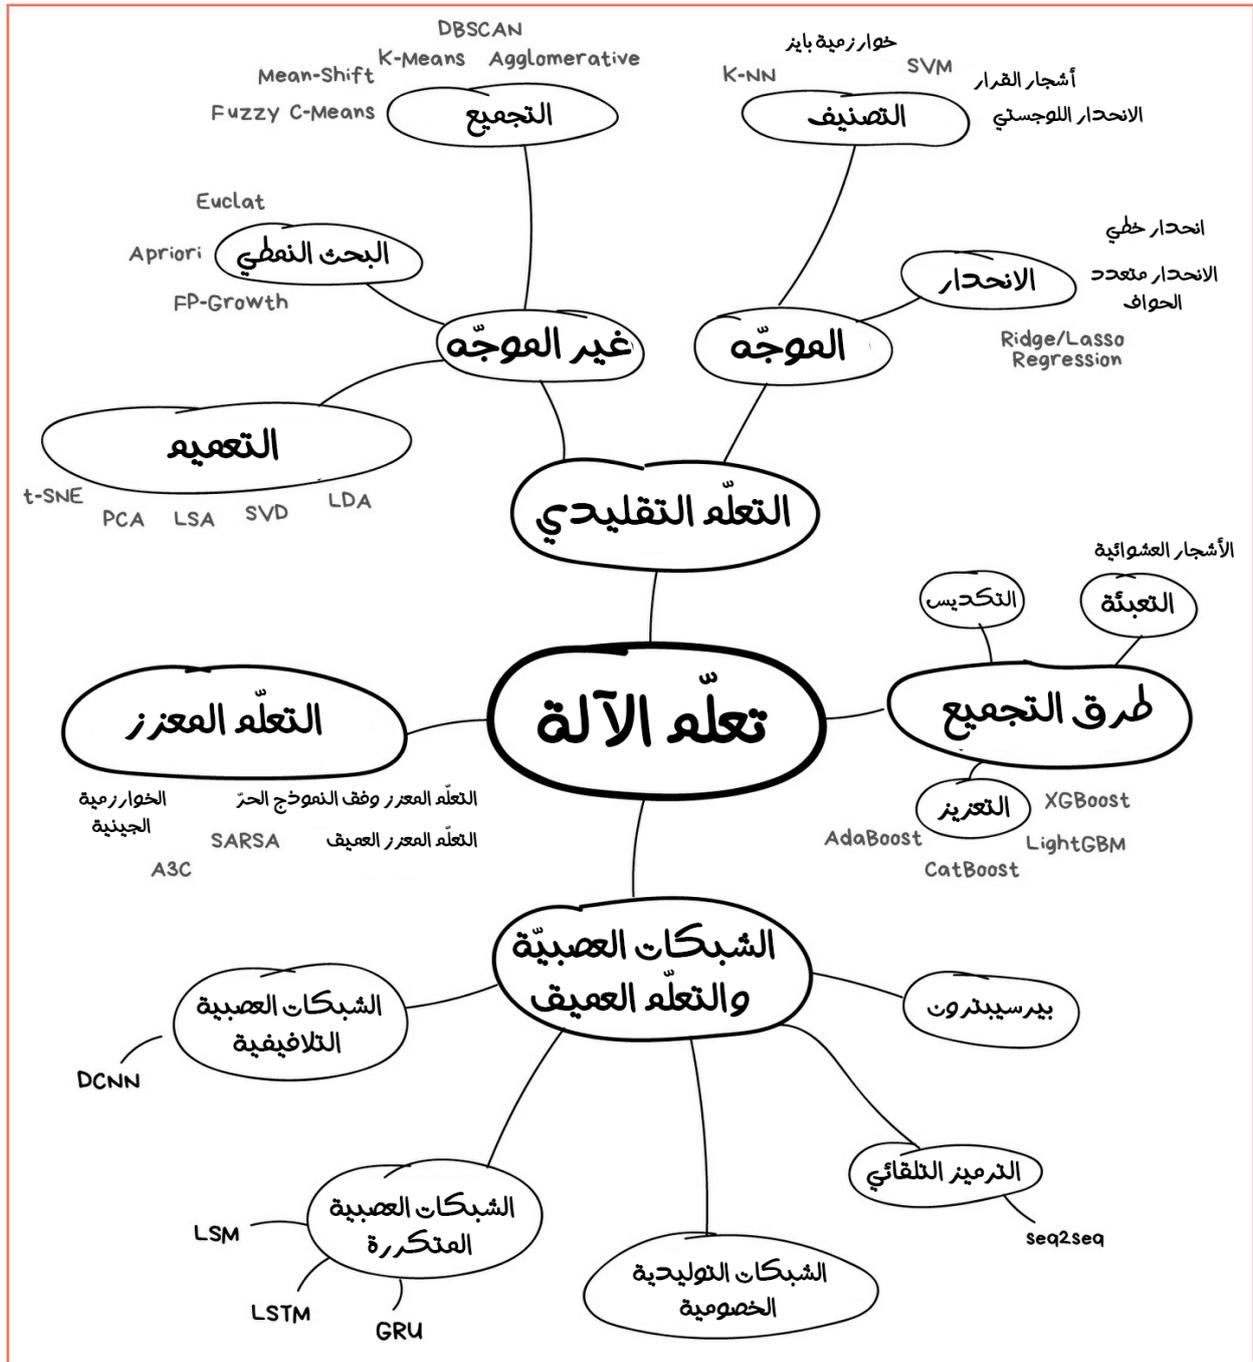 DBSCAN
K-Means
Agglomerative
Mean-Shift
Fuzzy C-Means
التجميع
خوارزمية بايز
K-NN
SVM
أشجار القرار
الانحدار اللوجستي
التصنيف
Euclat
Apriori
البحث النمطي
FP-Growth
انحدار خطي
الانحدار
الانحدار متعدد
الحواف
Ridge/Lasso
Regression
غير الموجّه
الموجّه
التعميم
t-SNE
PCA
LSA
SVD
LDA
التعلّم التقليدي
الأشجار العشوائية
التعبئة
التكديس
طرق التجميع
تعلّم الآلة
التعلّم المعزز
التعلّم المعزز وفق النموذج الحرّ
الخوارزمية
الجينية
التعلّم المعزز العميق
SARSA
A3C
التعزيز
XGBoost
AdaBoost
LightGBM
CatBoost
الشبكات العصبيّة
والتعلّم العميق
بيرسيبترون
الشبكات العصبية
التلافيفية
DCNN
الترميز التلقائي
seq2seq
الشبكات العصبية
المتكررة
LSM
LSTM
GRU
الشبكات التوليدية
الخصومية